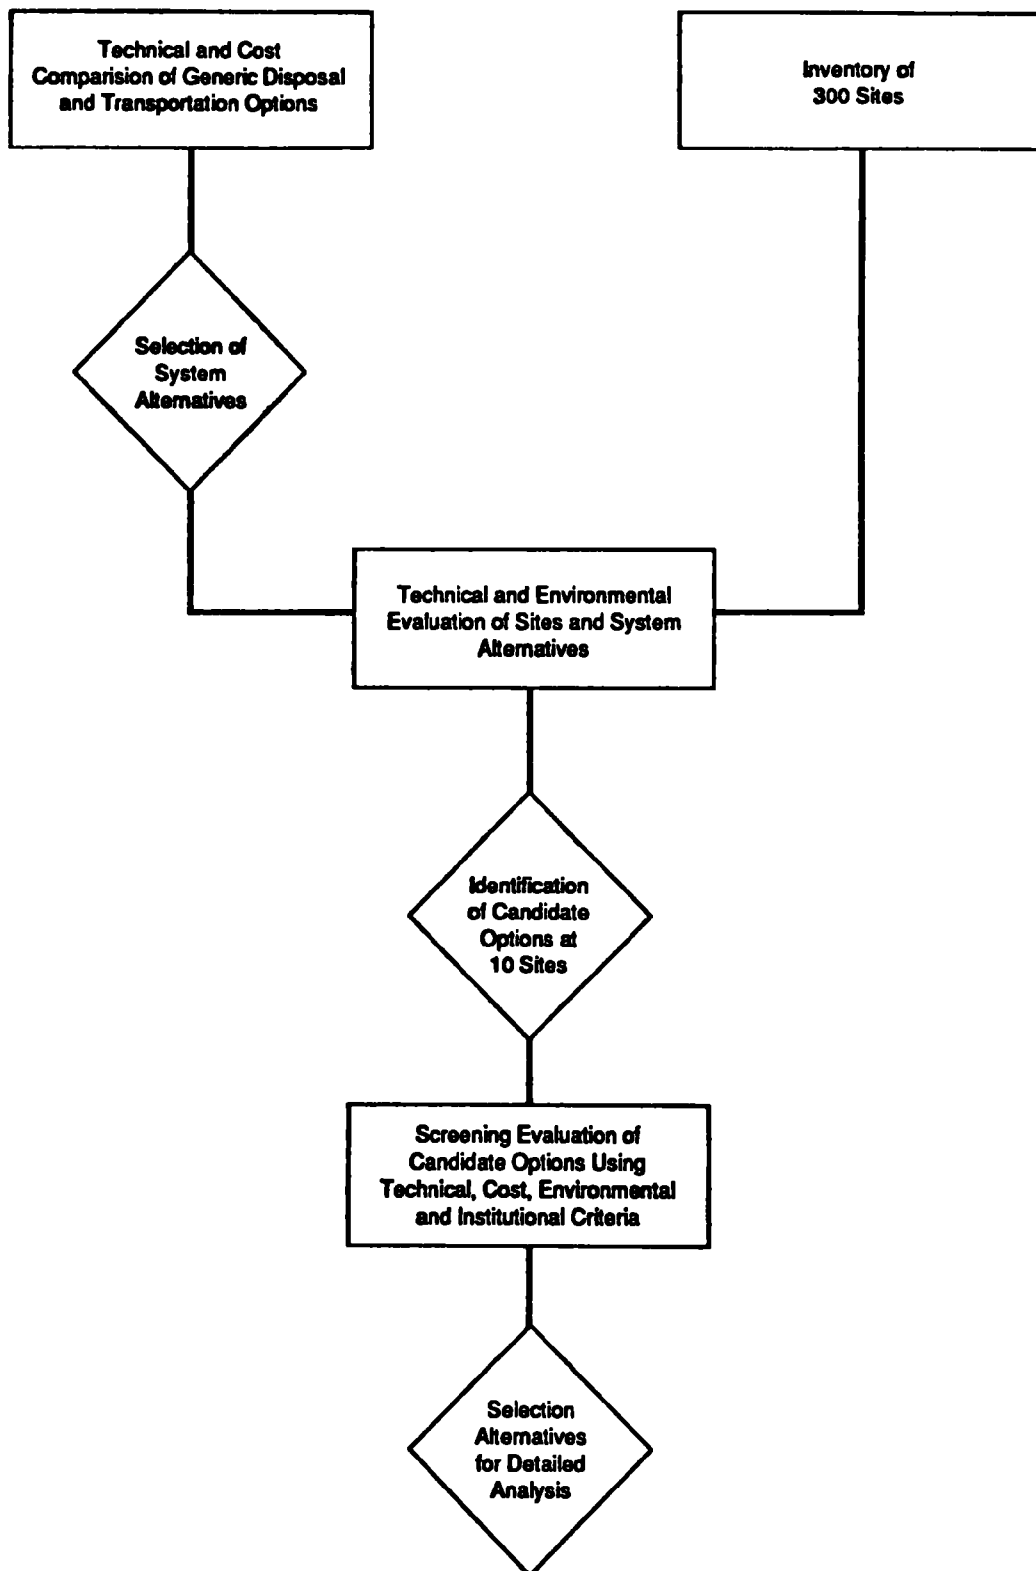 Technical and Cost
Comparision of Generic Disposal
and Transportation Options
Inventory of
300 Sites
Selection of
System
Alternatives
Technical and Environmental
Evaluation of Sites and System
Alternatives
Identification
of Candidate
Options at
10 Sites
Screening Evaluation of
Candidate Options Using
Technical, Cost, Environmental
and Institutional Criteria
Selection
Alternatives
for Detailed
Analysis